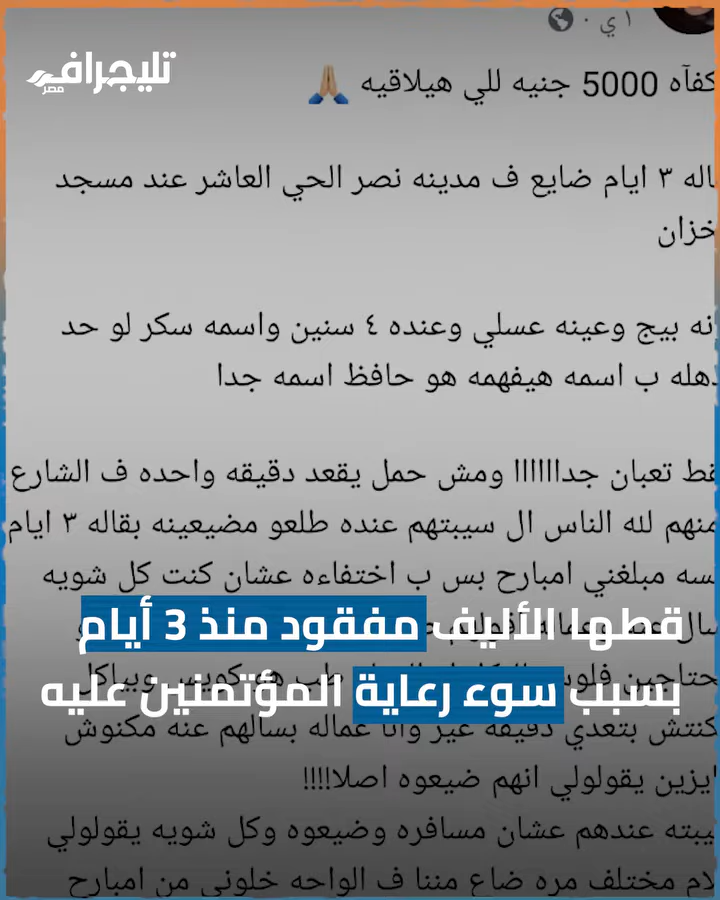 ١ ي ·
تليجراف
مصر
كفآه 5000 جنيه للي هيلاقيه 🙏
اله ٣ ايام ضايع ف مدينه نصر الحي العاشر عند مسجد
خزان
نه بيج وعينه عسلي وعنده ٤ سنين واسمه سكر لو حد
دهله ب اسمه هيفهمه هو حافظ اسمه جدا
قط تعبان جداااااا ومش حمل يقعد دقيقه واحده ف الشارع
منهم لله الناس ال سيبتهم عنده طلعو مضيعينه بقاله ٣ ايام
سه مبلغني امبارح بس ب اختفاءه عشان كنت كل شويه
قطها الأليف مفقود منذ 3 أيام
بسبب سوء رعاية المؤتمنين عليه
كنتش بتعدي دقيقه غير وانا عماله بسالهم عنه مكنوش
ايزين يقولولي انهم ضيعوه اصلا!!!!
يبته عندهم عشان مسافره وضيعوه وكل شويه يقولولي
لام مختلف مره ضاع مننا ف الواحه خلوني من امبارح